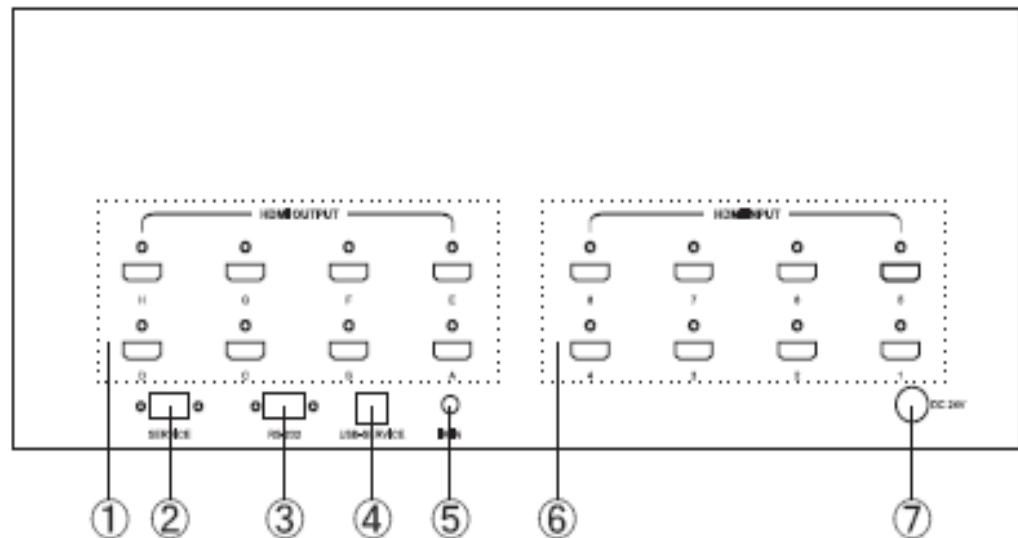 HDMI OUTPUT HDMI INPUT
H G F E 8 7 6 5
D C B A 4 3 2 1
DC 24V
SERVICE RS-232 USB-SERVICE
① ② ③ ④ ⑤ ⑥ ⑦